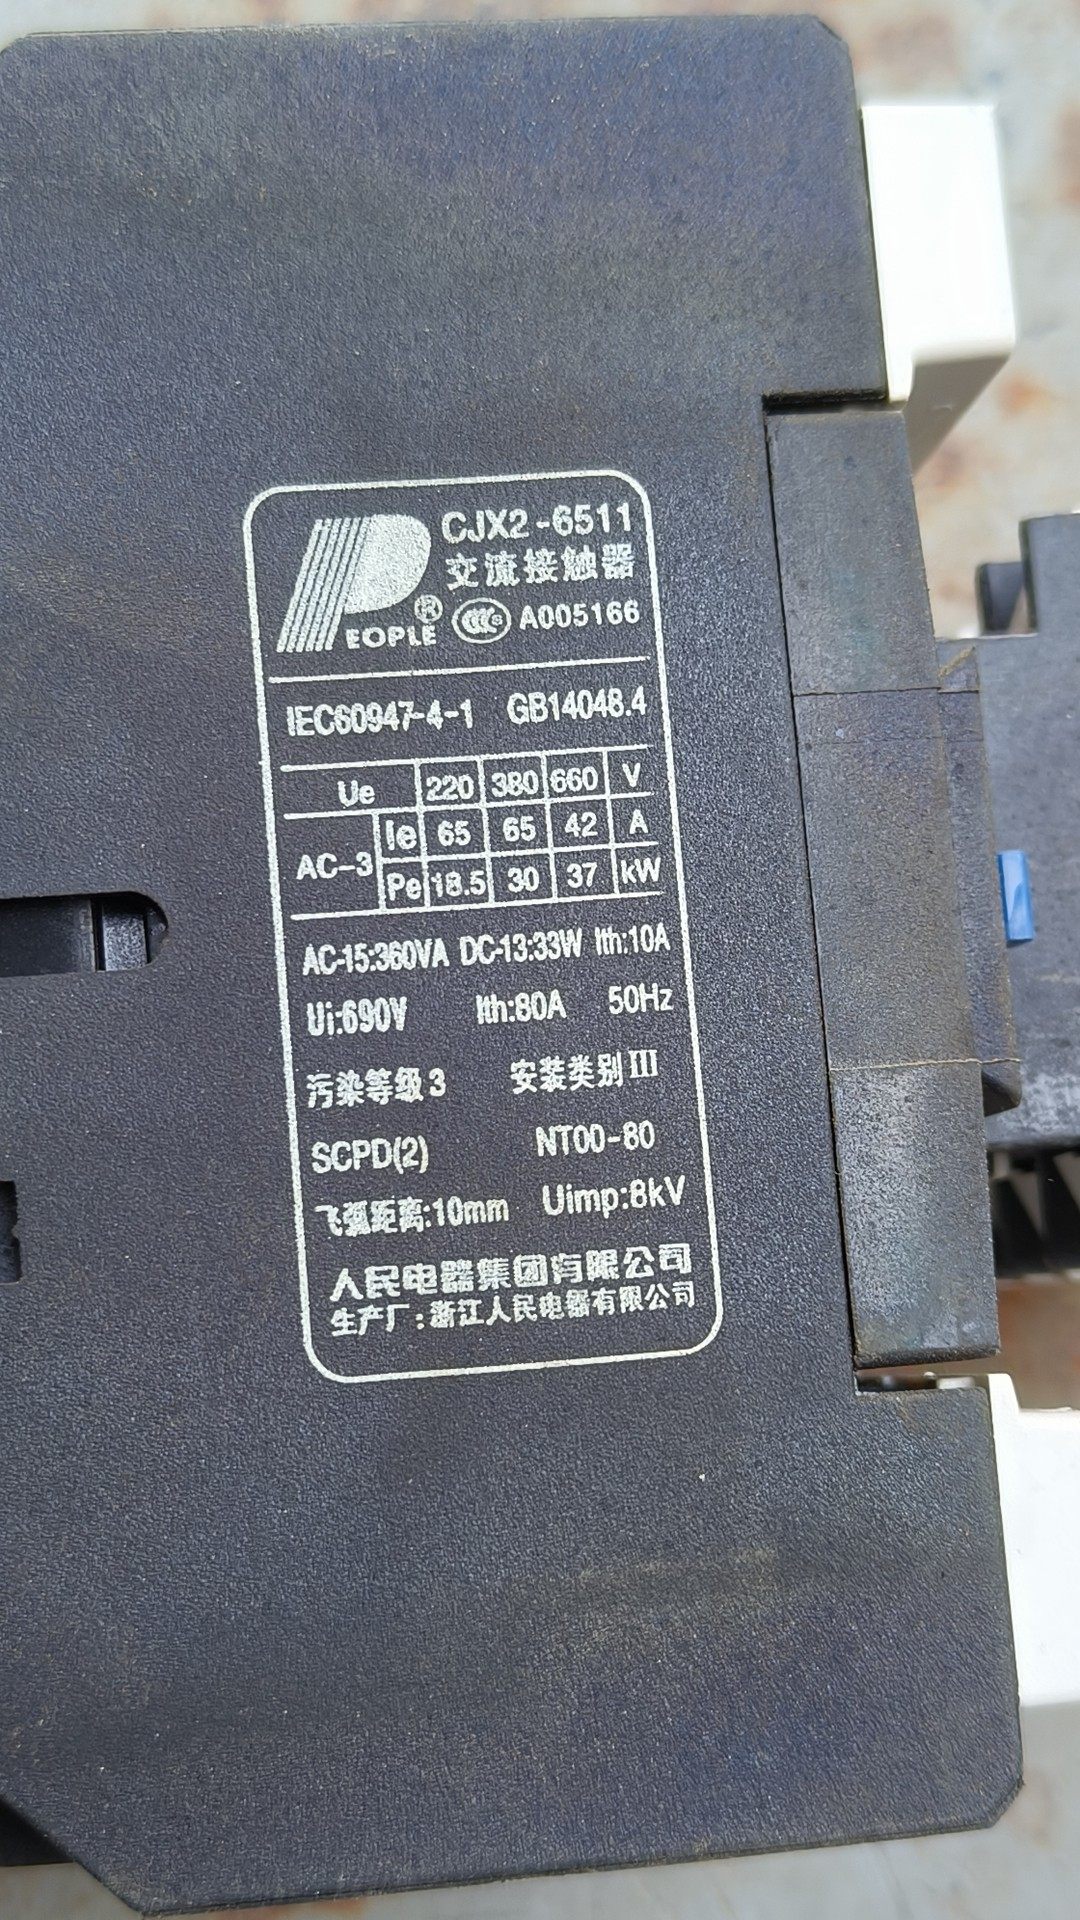 CJX2-6511
交流接触器
PEOPLE ® CCC S A005166
IEC60947-4-1 GB14048.4
Ue 220 380 660 V
AC-3 Ie 65 65 42 A
Pe 18.5 30 37 kW
AC-15:360VA DC-13:33W Ith:10A
Ui:690V Ith:80A 50Hz
污染等级3 安装类别III
SCPD(2) NT00-80
飞弧距离:10mm Uimp:8kV
人民电器集团有限公司
生产厂:浙江人民电器有限公司